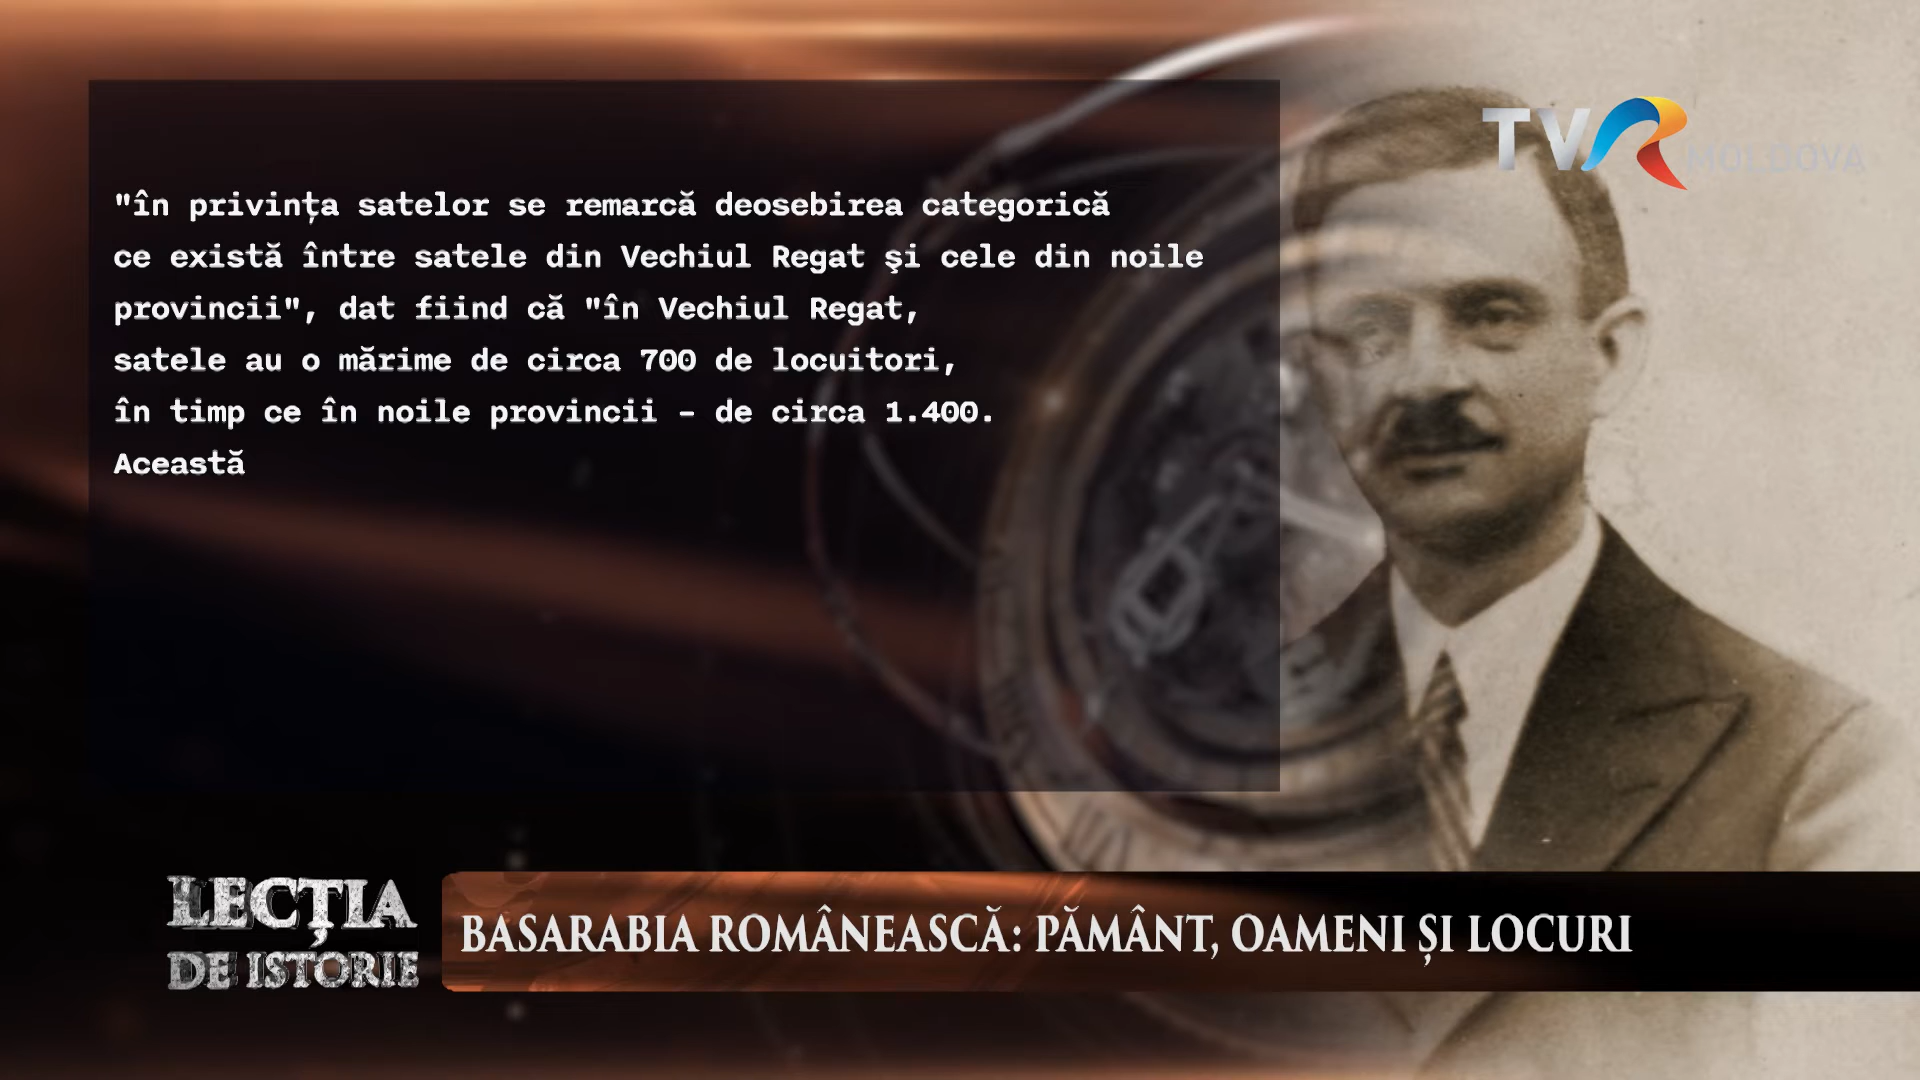 TVR MOLDOVA
"în privința satelor se remarcă deosebirea categorică
ce există între satele din Vechiul Regat şi cele din noile
provincii", dat fiind că "în Vechiul Regat,
satele au o mărime de circa 700 de locuitori,
în timp ce în noile provincii – de circa 1.400.
Această
LECȚIA
DE ISTORIE
BASARABIA ROMÂNEASCĂ: PĂMÂNT, OAMENI ȘI LOCURI